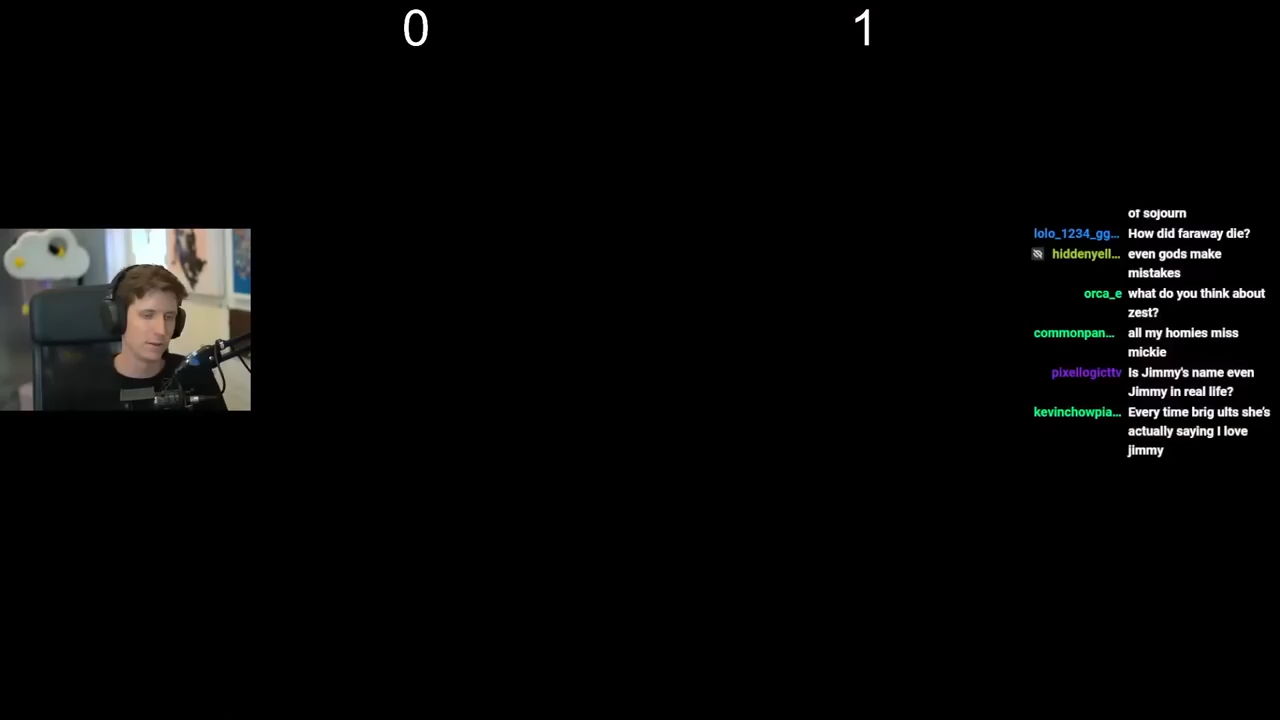 0
1
of sojourn
lolo_1234_gg... How did faraway die?
hiddenyell... even gods make
mistakes
orca_e what do you think about
zest?
commonpan... all my homies miss
mickie
pixellogicttv Is Jimmy's name even
Jimmy in real life?
kevinchowpia... Every time brig ults she's
actually saying I love
jimmy